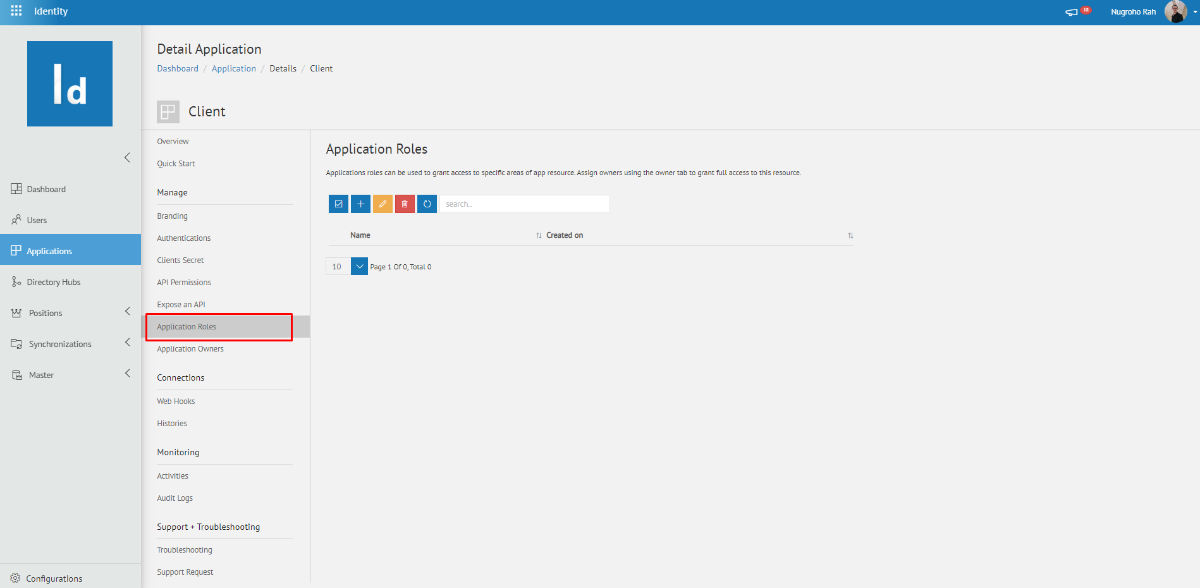 Identity
18
Nugroho Rah
Id
Dashboard
Users
Applications
Directory Hubs
Positions
Synchronizations
Master
Configurations
Detail Application
Dashboard / Application / Details / Client
Client
Overview
Quick Start
Manage
Branding
Authentications
Clients Secret
API Permissions
Expose an API
Application Roles
Application Owners
Connections
Web Hooks
Histories
Monitoring
Activities
Audit Logs
Support + Troubleshooting
Troubleshooting
Support Request
Application Roles
Applications roles can be used to grant access to specific areas of app resource. Assign owners using the owner tab to grant full access to this resource.
search...
Name Created on
10 Page 1 Of 0, Total 0